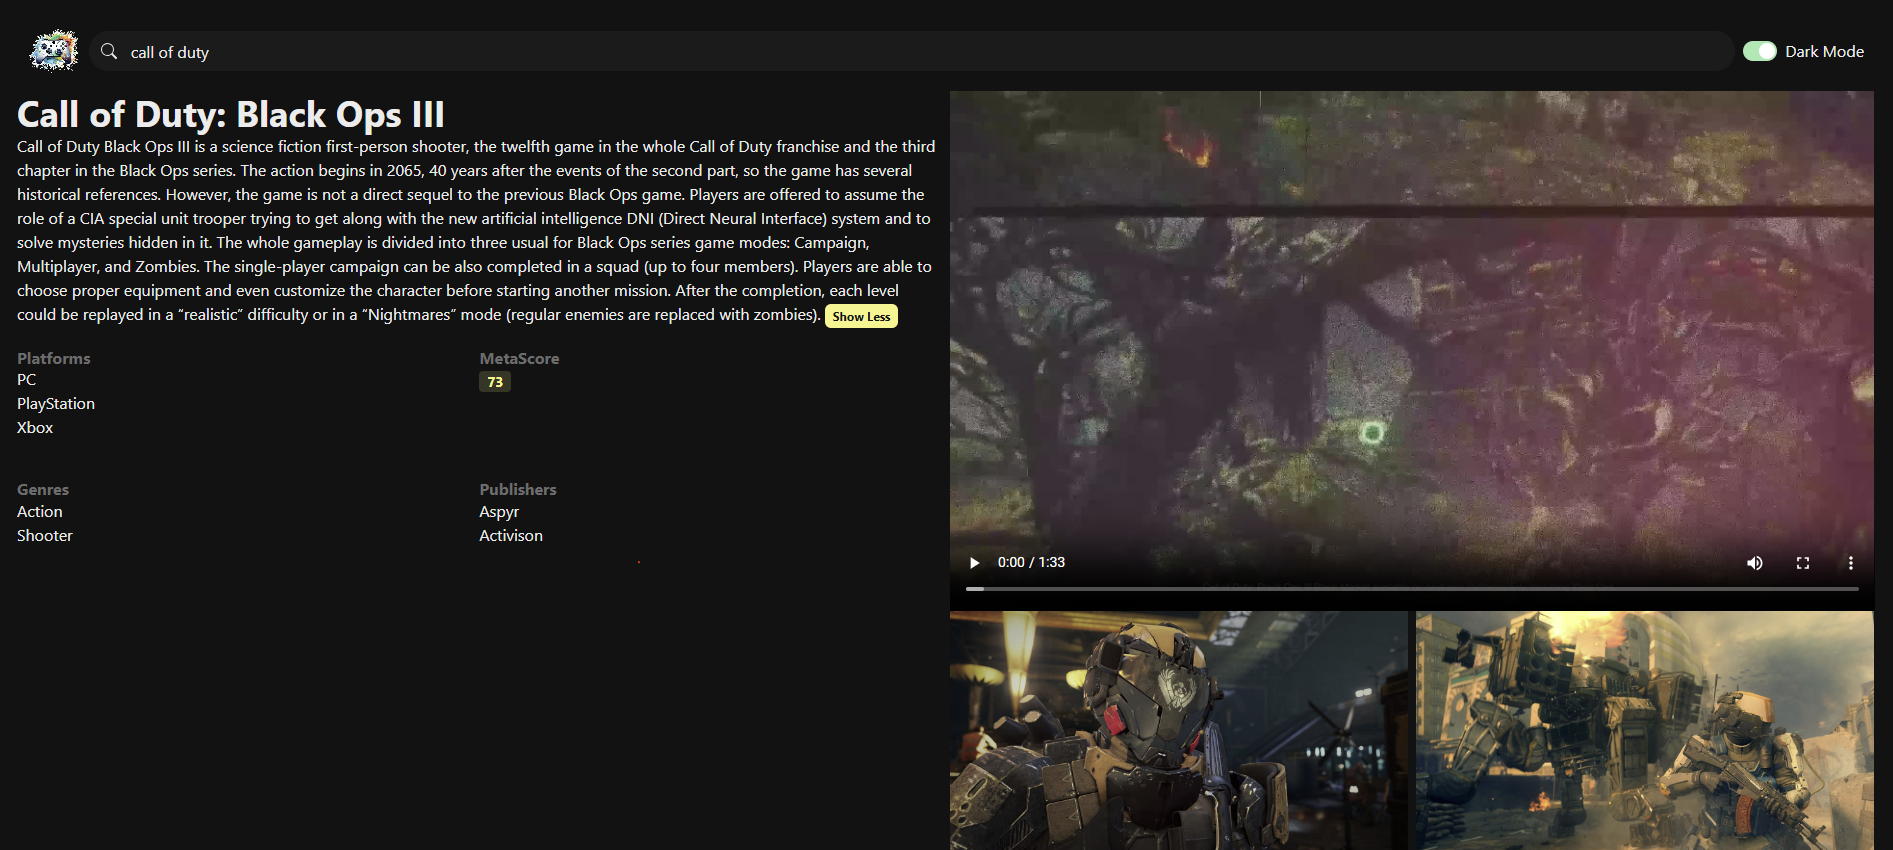 call of duty
Dark Mode
Call of Duty: Black Ops III
Call of Duty Black Ops III is a science fiction first-person shooter, the twelfth game in the whole Call of Duty franchise and the third
chapter in the Black Ops series. The action begins in 2065, 40 years after the events of the second part, so the game has several
historical references. However, the game is not a direct sequel to the previous Black Ops game. Players are offered to assume the
role of a CIA special unit trooper trying to get along with the new artificial intelligence DNI (Direct Neural Interface) system and to
solve mysteries hidden in it. The whole gameplay is divided into three usual for Black Ops series game modes: Campaign,
Multiplayer, and Zombies. The single-player campaign can be also completed in a squad (up to four members). Players are able to
choose proper equipment and even customize the character before starting another mission. After the completion, each level
could be replayed in a “realistic” difficulty or in a “Nightmares” mode (regular enemies are replaced with zombies). Show Less
Platforms
PC
PlayStation
Xbox
MetaScore
73
Genres
Action
Shooter
Publishers
Aspyr
Activison
0:00 / 1:33